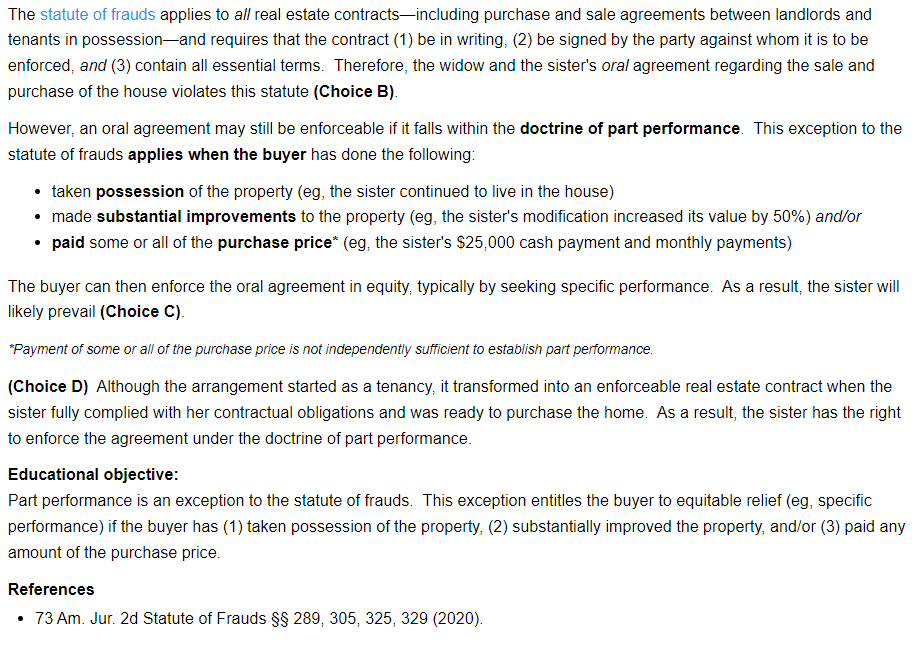 The statute of frauds applies to all real estate contracts—including purchase and sale agreements between landlords and
tenants in possession—and requires that the contract (1) be in writing, (2) be signed by the party against whom it is to be
enforced, and (3) contain all essential terms.  Therefore, the widow and the sister's oral agreement regarding the sale and
purchase of the house violates this statute (Choice B).
However, an oral agreement may still be enforceable if it falls within the doctrine of part performance.  This exception to the
statute of frauds applies when the buyer has done the following:
• taken possession of the property (eg, the sister continued to live in the house)
• made substantial improvements to the property (eg, the sister's modification increased its value by 50%) and/or
• paid some or all of the purchase price* (eg, the sister's $25,000 cash payment and monthly payments)
The buyer can then enforce the oral agreement in equity, typically by seeking specific performance.  As a result, the sister will
likely prevail (Choice C).
*Payment of some or all of the purchase price is not independently sufficient to establish part performance.
(Choice D)  Although the arrangement started as a tenancy, it transformed into an enforceable real estate contract when the
sister fully complied with her contractual obligations and was ready to purchase the home.  As a result, the sister has the right
to enforce the agreement under the doctrine of part performance.
Educational objective:
Part performance is an exception to the statute of frauds.  This exception entitles the buyer to equitable relief (eg, specific
performance) if the buyer has (1) taken possession of the property, (2) substantially improved the property, and/or (3) paid any
amount of the purchase price.
References
• 73 Am. Jur. 2d Statute of Frauds §§ 289, 305, 325, 329 (2020).